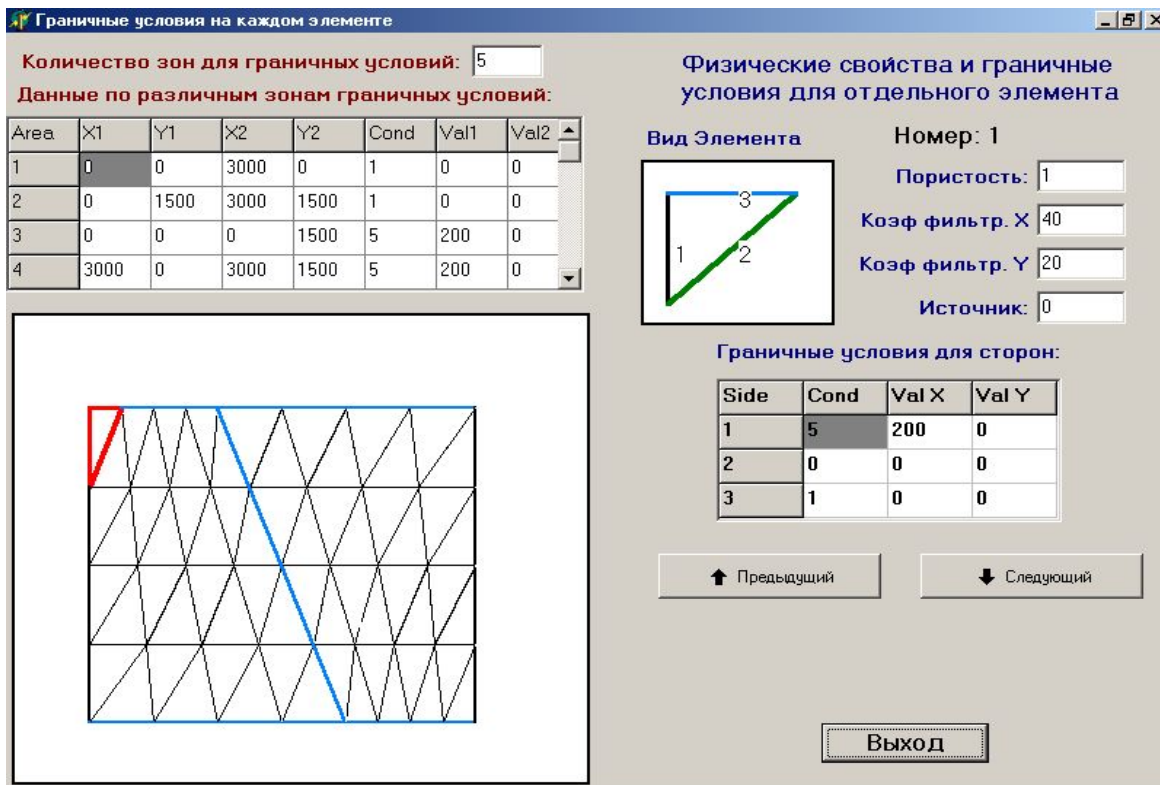 Граничные условия на каждом элементе
Количество зон для граничных условий: 5
Данные по различным зонам граничных условий:
Area X1 Y1 X2 Y2 Cond Val1 Val2
1 0 0 3000 0 1 0 0
2 0 1500 3000 1500 1 0 0
3 0 0 0 1500 5 200 0
4 3000 0 3000 1500 5 200 0
Физические свойства и граничные
условия для отдельного элемента
Вид Элемента
Номер: 1
3
1 2
Пористость: 1
Коэф фильтр. X 40
Коэф фильтр. Y 20
Источник: 0
Граничные условия для сторон:
Side Cond Val X Val Y
1 5 200 0
2 0 0 0
3 1 0 0
Предыдущий
Следующий
Выход